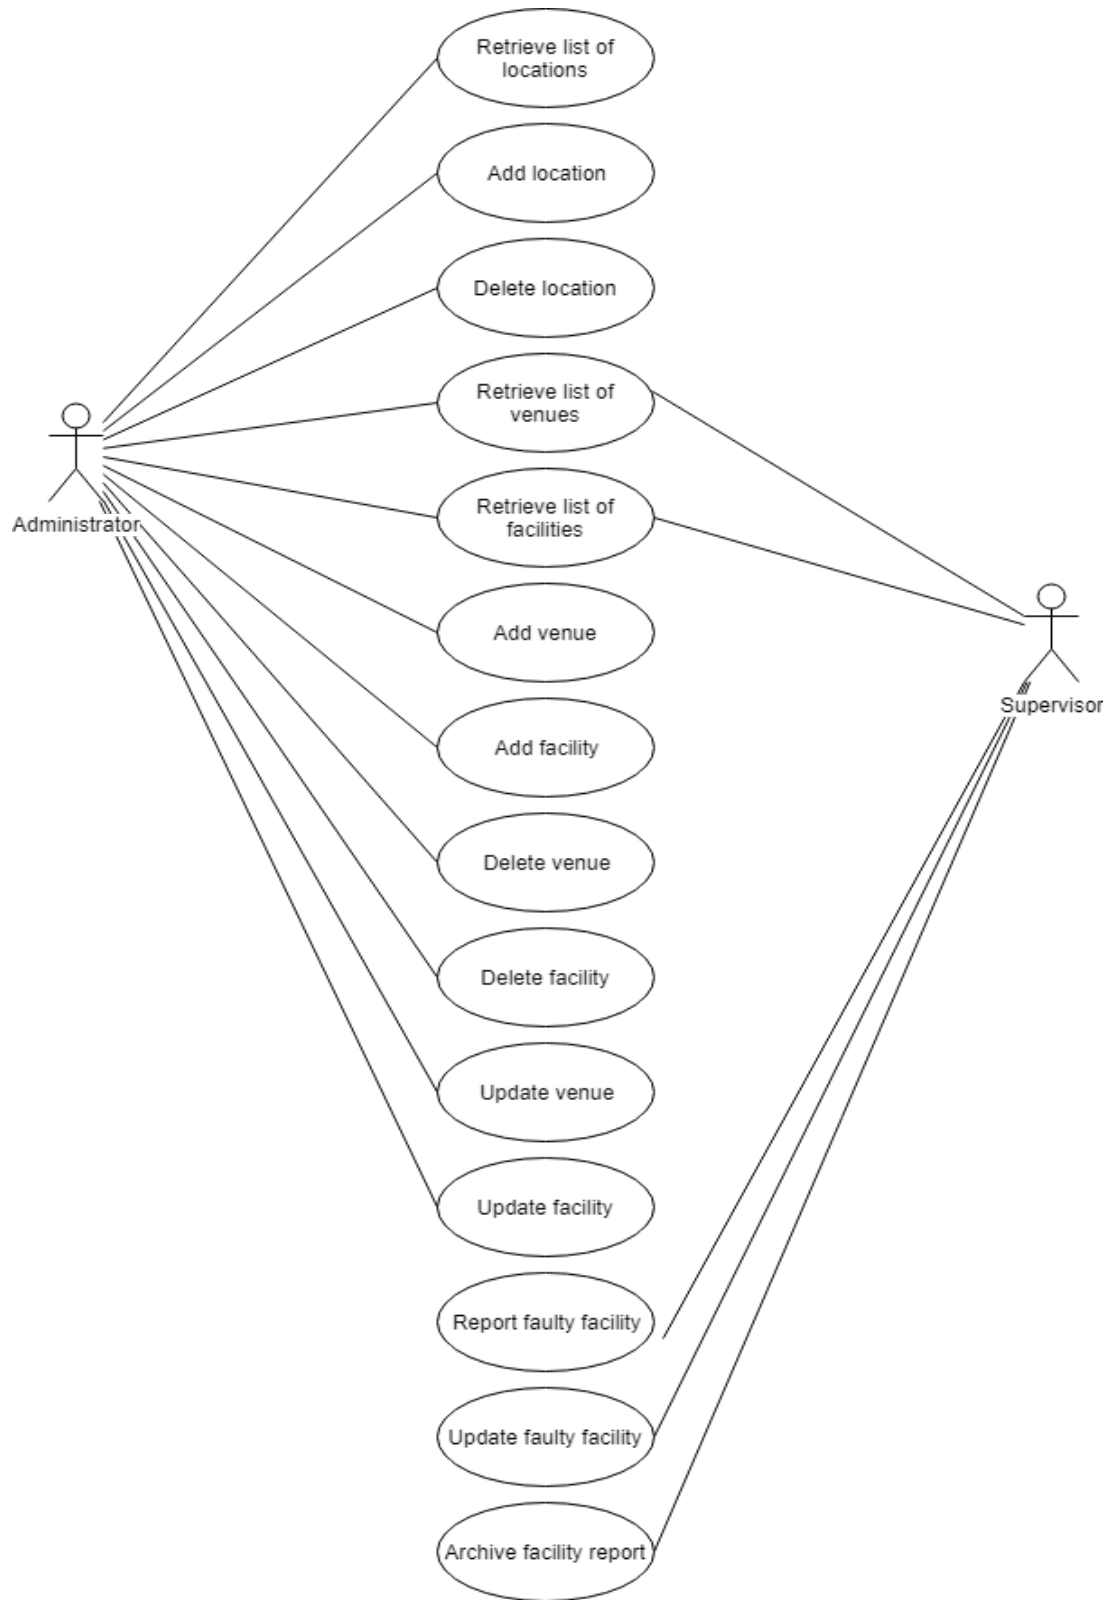 Retrieve list of
locations
Add location
Delete location
Retrieve list of
venues
Retrieve list of
facilities
Administrator
Add venue
Add facility
Supervisor
Delete venue
Delete facility
Update venue
Update facility
Report faulty facility
Update faulty facility
Archive facility report